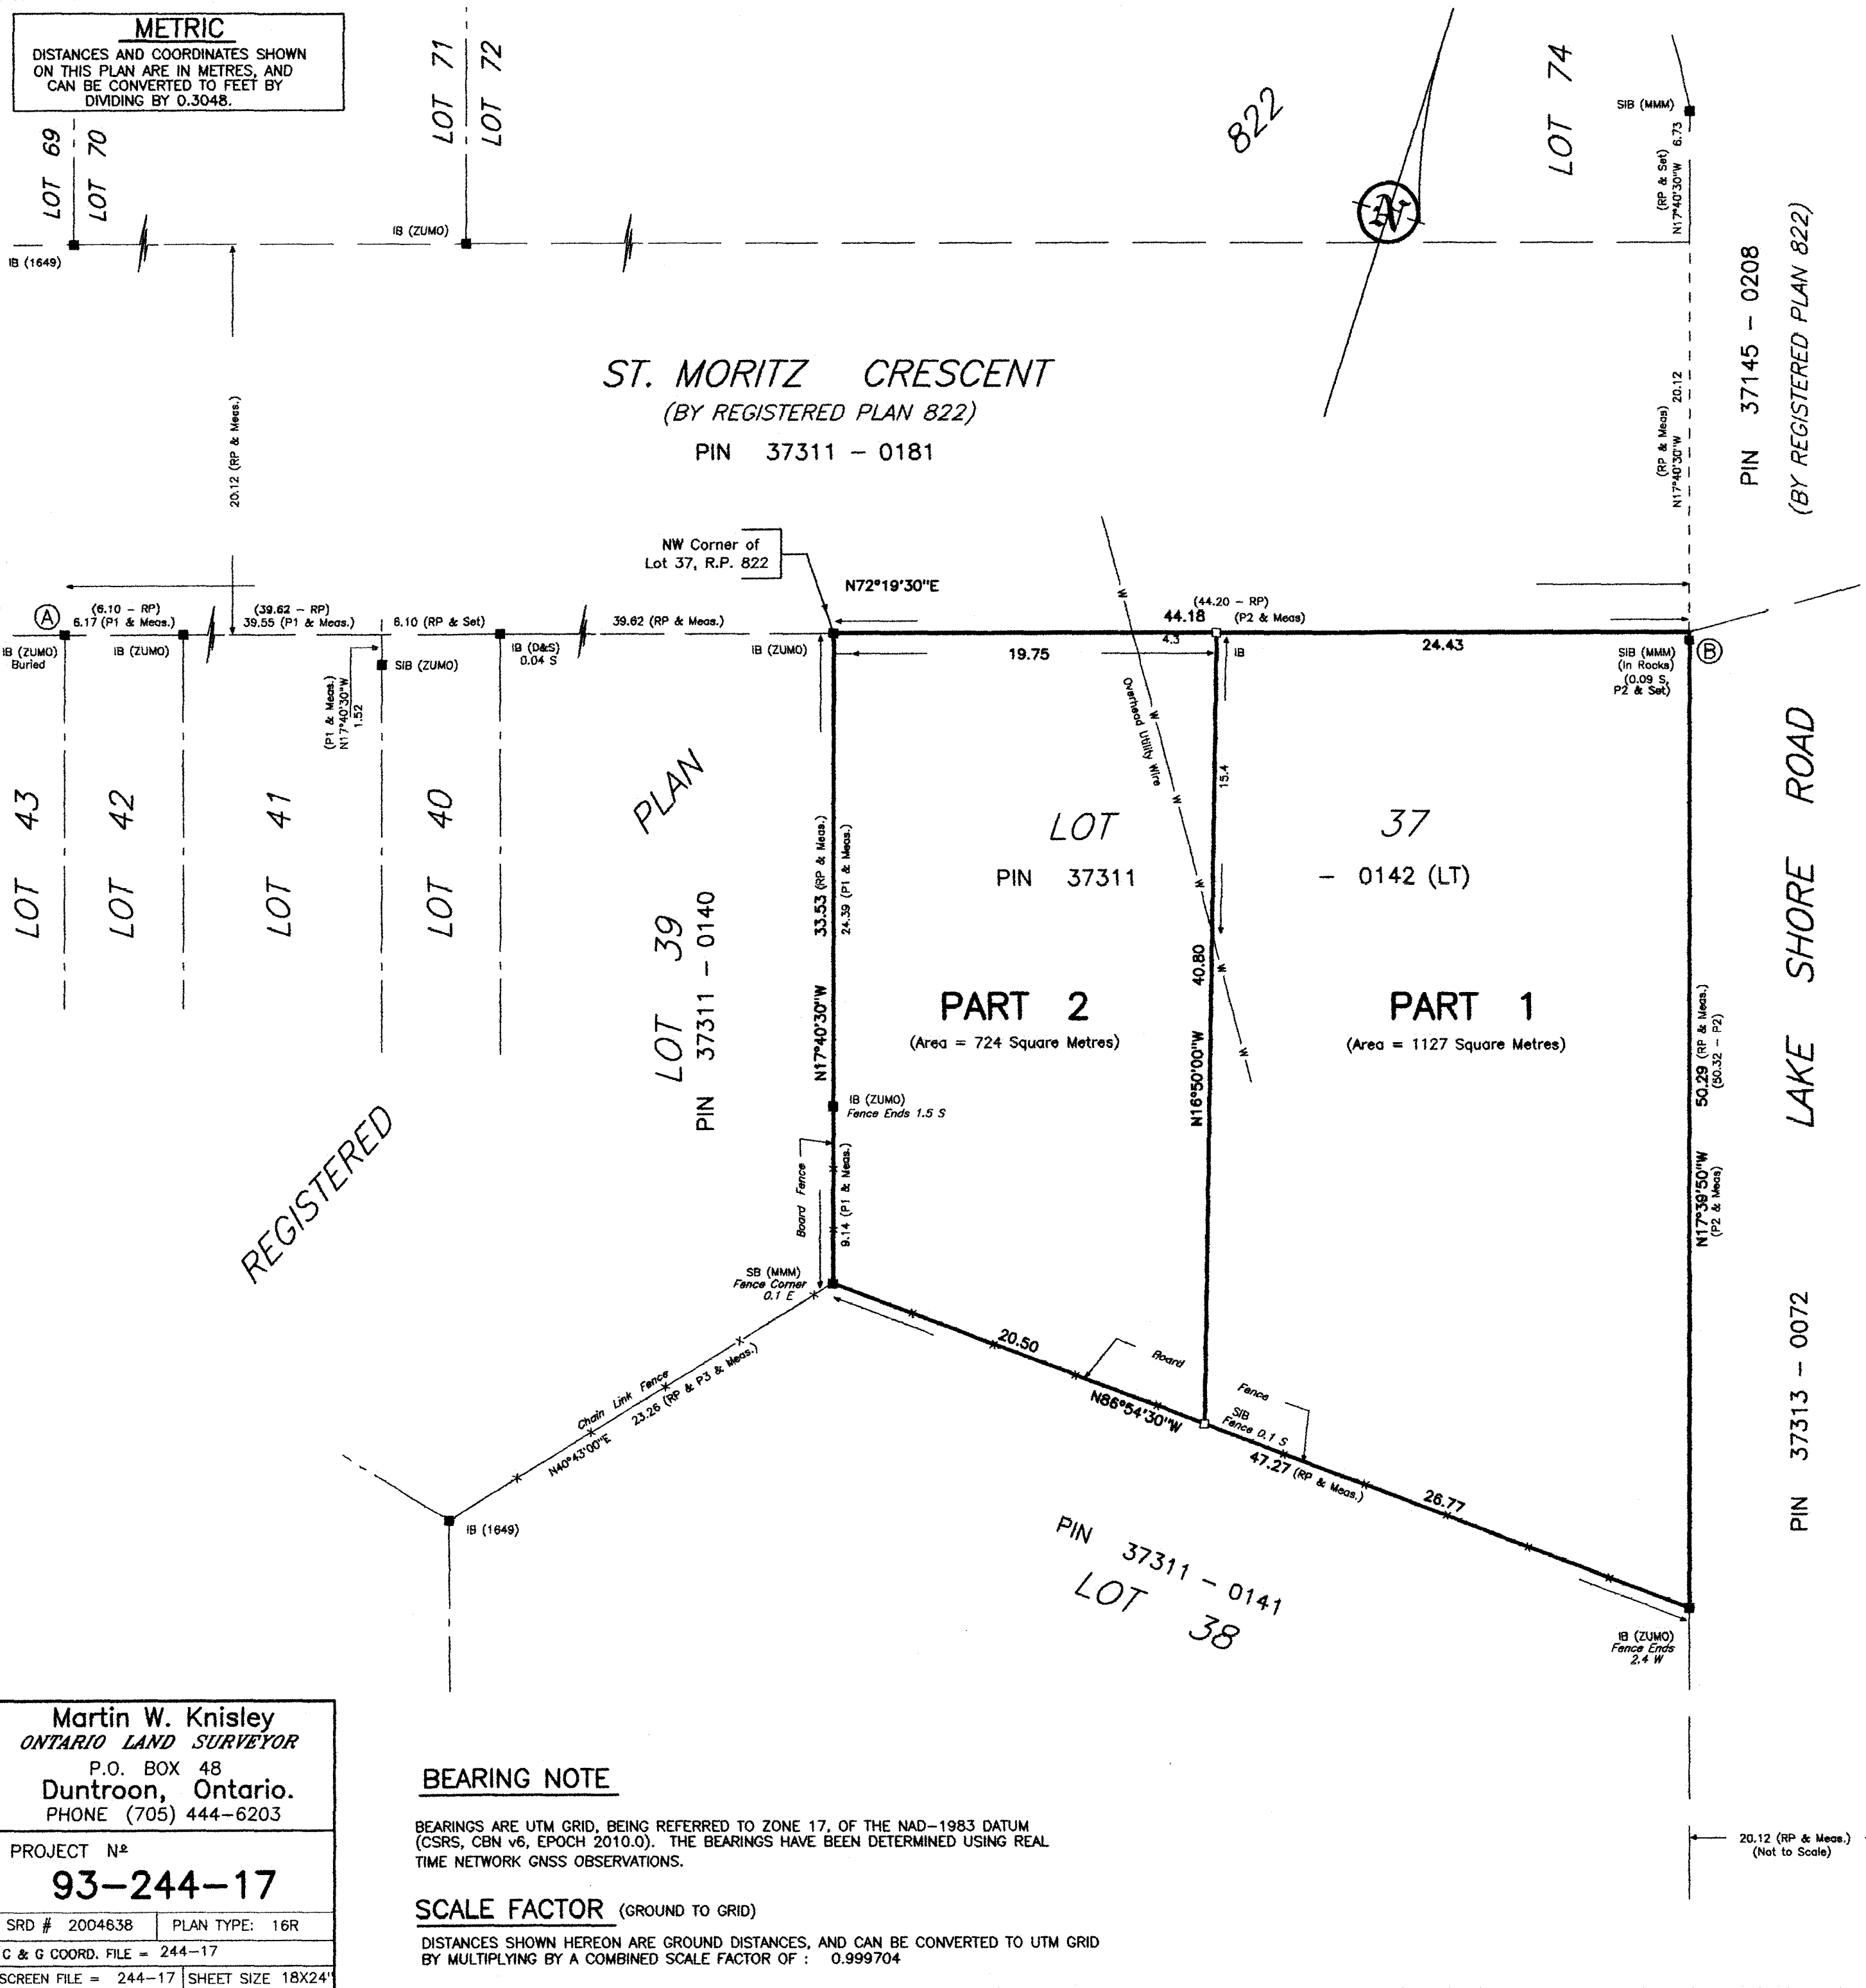 METRIC
DISTANCES AND COORDINATES SHOWN
ON THIS PLAN ARE IN METRES, AND
CAN BE CONVERTED TO FEET BY
DIVIDING BY 0.3048.
LOT 69
LOT 70
LOT 71
LOT 72
822
LOT 74
SIB (MMM)
(RP & Set)
N17°40'30"W 6.73
IB (1649)
IB (ZUMO)
N
20.12 (RP & Meas.)
ST. MORITZ CRESCENT
(BY REGISTERED PLAN 822)
PIN 37311 - 0181
(RP & Meas)
N17°40'30"W 20.12
PIN 37145 - 0208
(BY REGISTERED PLAN 822)
NW Corner of
Lot 37, R.P. 822
N72°19'30"E
A
(6.10 - RP)
6.17 (P1 & Meas.)
(39.62 - RP)
39.55 (P1 & Meas.)
6.10 (RP & Set)
39.62 (RP & Meas.)
(44.20 - RP)
44.18 (P2 & Meas)
4.3
IB (ZUMO)
Buried
IB (ZUMO)
SIB (ZUMO)
IB (D&S)
0.04 S
IB (ZUMO)
19.75
IB
24.43
SIB (MMM)
(In Rocks)
(0.09 S,
P2 & Set)
B
(P1 & Meas.)
N17°40'30"W
1.52
Overhead Utility Wire
W
W
W
W
W
W
15.4
LOT 43
LOT 42
LOT 41
LOT 40
PLAN
LOT 39
PIN 37311 - 0140
33.53 (RP & Meas.)
24.39 (P1 & Meas.)
N17°40'30"W
LOT 37
PIN 37311 - 0142 (LT)
40.80
N16°50'00"W
PART 2
(Area = 724 Square Metres)
PART 1
(Area = 1127 Square Metres)
50.29 (RP & Meas.)
(50.32 - P2)
N17°39'50"W
(P2 & Meas)
LAKE SHORE ROAD
PIN 37313 - 0072
IB (ZUMO)
Fence Ends 1.5 S
Board Fence
9.14 (P1 & Meas.)
REGISTERED
SB (MMM)
Fence Corner
0.1 E
Chain Link Fence
23.26 (RP & P3 & Meas.)
N40°43'00"E
IB (1649)
20.50
Board
Fence
N86°54'30"W
SIB
Fence 0.1 S
47.27 (RP & Meas.)
26.77
PIN 37311 - 0141
LOT 38
IB (ZUMO)
Fence Ends
2.4 W
20.12 (RP & Meas.)
(Not to Scale)
Martin W. Knisley
ONTARIO LAND SURVEYOR
P.O. BOX 48
Duntroon, Ontario.
PHONE (705) 444-6203
PROJECT Nº
93-244-17
SRD # 2004638 PLAN TYPE: 16R
C & G COORD. FILE = 244-17
SCREEN FILE = 244-17 SHEET SIZE 18X24"
BEARING NOTE
BEARINGS ARE UTM GRID, BEING REFERRED TO ZONE 17, OF THE NAD-1983 DATUM
(CSRS, CBN v6, EPOCH 2010.0). THE BEARINGS HAVE BEEN DETERMINED USING REAL
TIME NETWORK GNSS OBSERVATIONS.
SCALE FACTOR (GROUND TO GRID)
DISTANCES SHOWN HEREON ARE GROUND DISTANCES, AND CAN BE CONVERTED TO UTM GRID
BY MULTIPLYING BY A COMBINED SCALE FACTOR OF : 0.999704